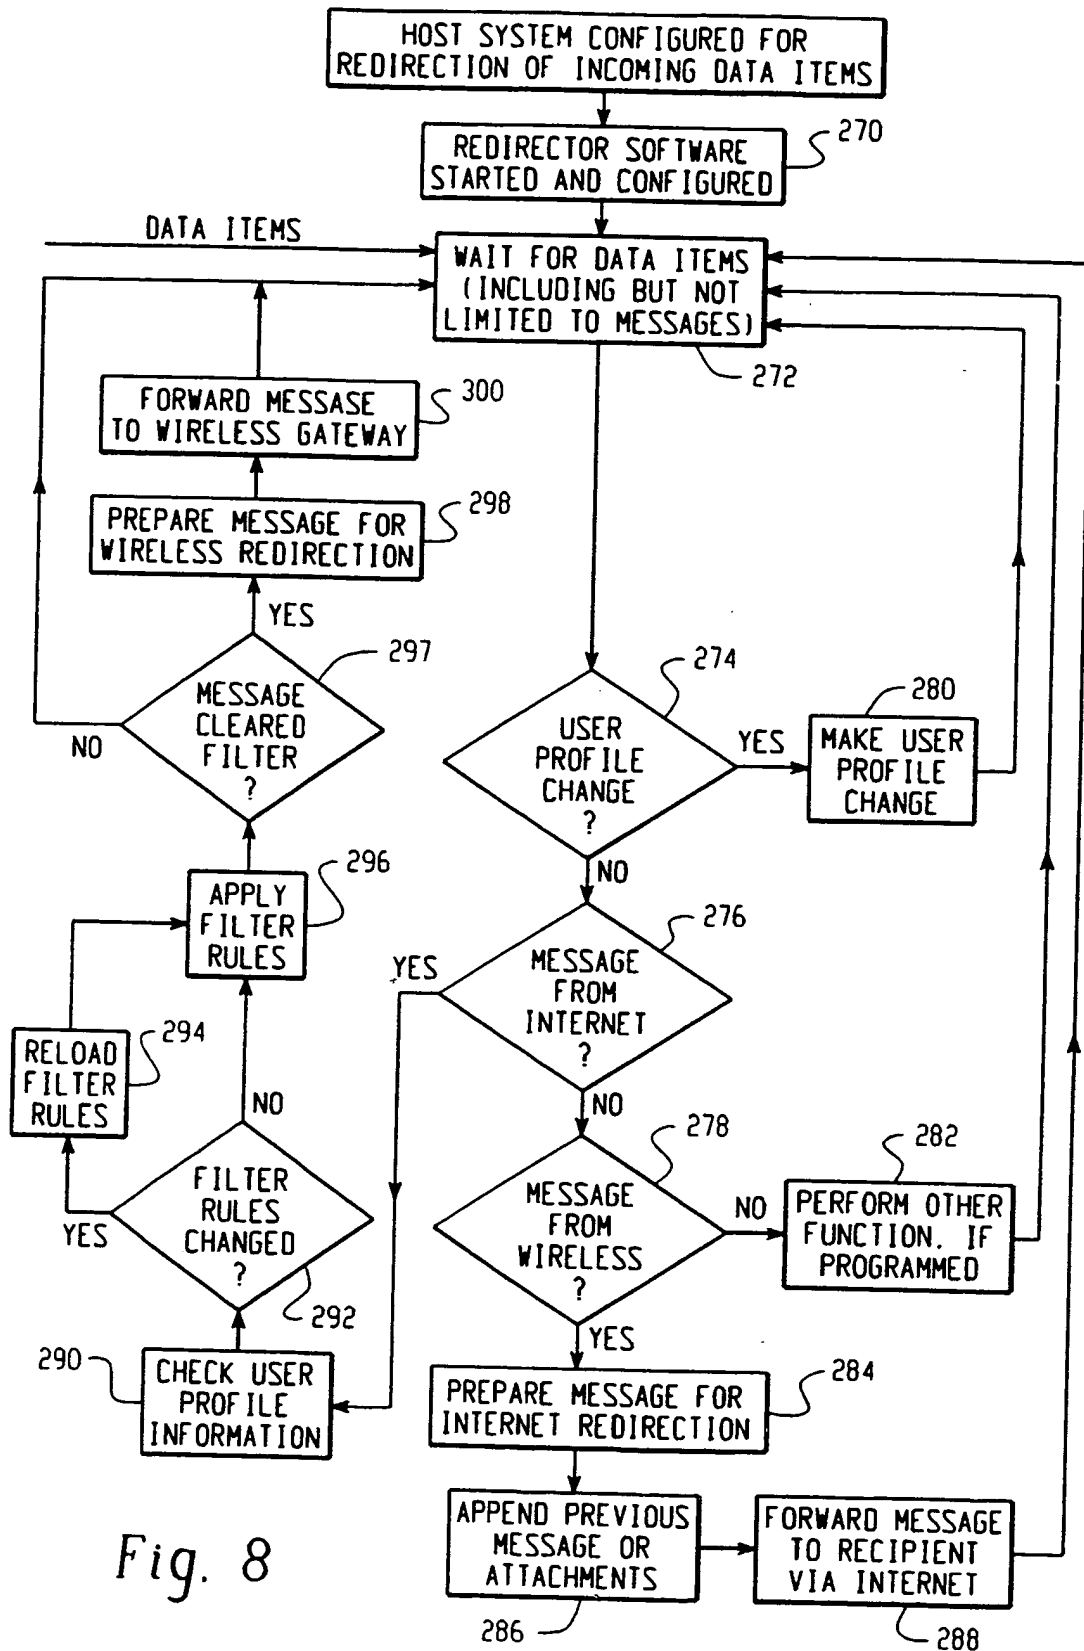 HOST SYSTEM CONFIGURED FOR
REDIRECTION OF INCOMING DATA ITEMS
270
REDIRECTOR SOFTWARE
STARTED AND CONFIGURED
DATA ITEMS
WAIT FOR DATA ITEMS
(INCLUDING BUT NOT
LIMITED TO MESSAGES)
272
300
FORWARD MESSASE
TO WIRELESS GATEWAY
298
PREPARE MESSAGE FOR
WIRELESS REDIRECTION
YES
297
MESSAGE
CLEARED
FILTER
?
NO
274
USER
PROFILE
CHANGE
?
YES
280
MAKE USER
PROFILE
CHANGE
NO
296
APPLY
FILTER
RULES
276
MESSAGE
FROM
INTERNET
?
YES
294
RELOAD
FILTER
RULES
NO
NO
278
MESSAGE
FROM
WIRELESS
?
NO
282
PERFORM OTHER
FUNCTION. IF
PROGRAMMED
FILTER
RULES
CHANGED
?
YES
292
YES
290
CHECK USER
PROFILE
INFORMATION
284
PREPARE MESSAGE FOR
INTERNET REDIRECTION
APPEND PREVIOUS
MESSAGE OR
ATTACHMENTS
286
FORWARD MESSAGE
TO RECIPIENT
VIA INTERNET
288
Fig. 8